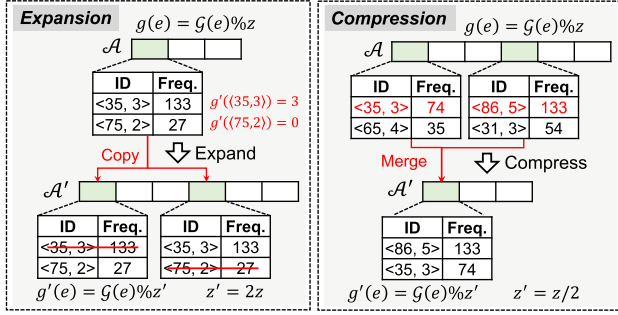 Expansion
g(e) = 𝒢(e)%z
𝒜
ID Freq.
<35, 3> 133
<75, 2> 27
g'(⟨35,3⟩) = 3
g'(⟨75,2⟩) = 0
Copy
Expand
𝒜'
ID Freq.
<35, 3> 133
<75, 2> 27
ID Freq.
<35, 3> 133
<75, 2> 27
g'(e) = 𝒢(e)%z'
z' = 2z
Compression
g(e) = 𝒢(e)%z
𝒜
ID Freq.
<35, 3> 74
<65, 4> 35
ID Freq.
<86, 5> 133
<31, 3> 54
Merge
Compress
𝒜'
ID Freq.
<86, 5> 133
<35, 3> 74
g'(e) = 𝒢(e)%z'
z' = z/2